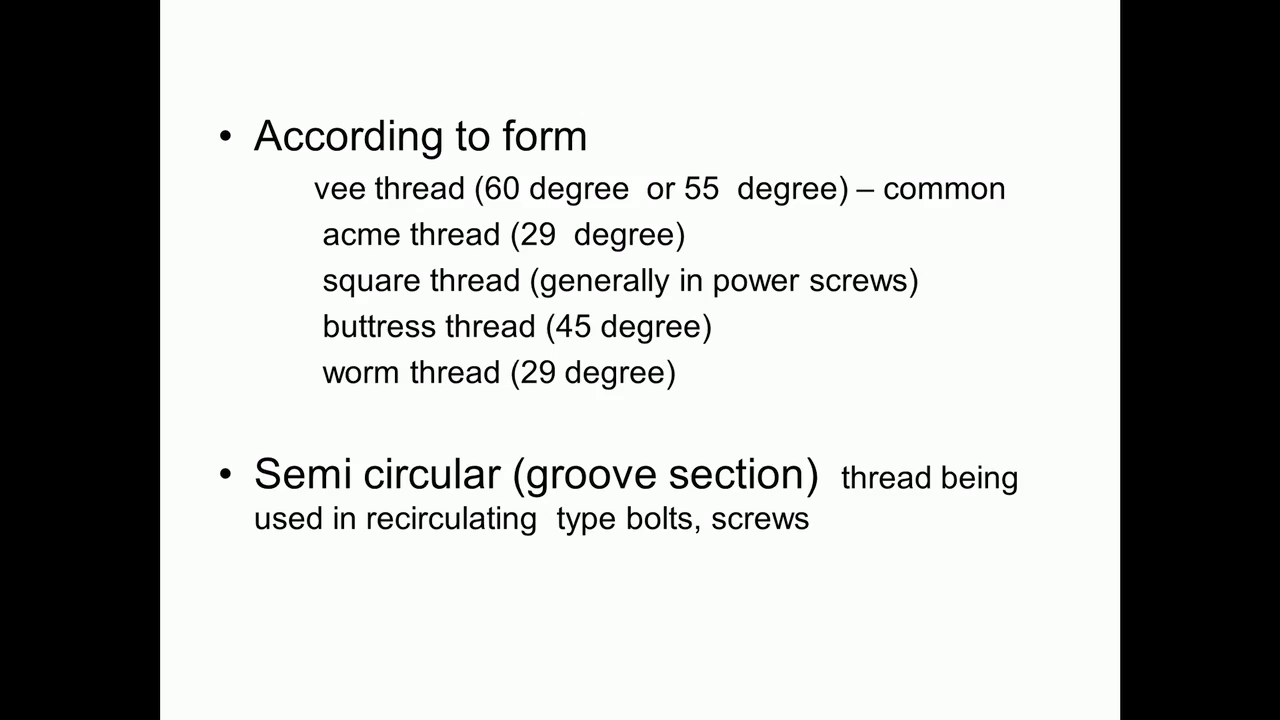 • According to form
vee thread (60 degree or 55 degree) – common
acme thread (29 degree)
square thread (generally in power screws)
buttress thread (45 degree)
worm thread (29 degree)
• Semi circular (groove section) thread being
used in recirculating type bolts, screws